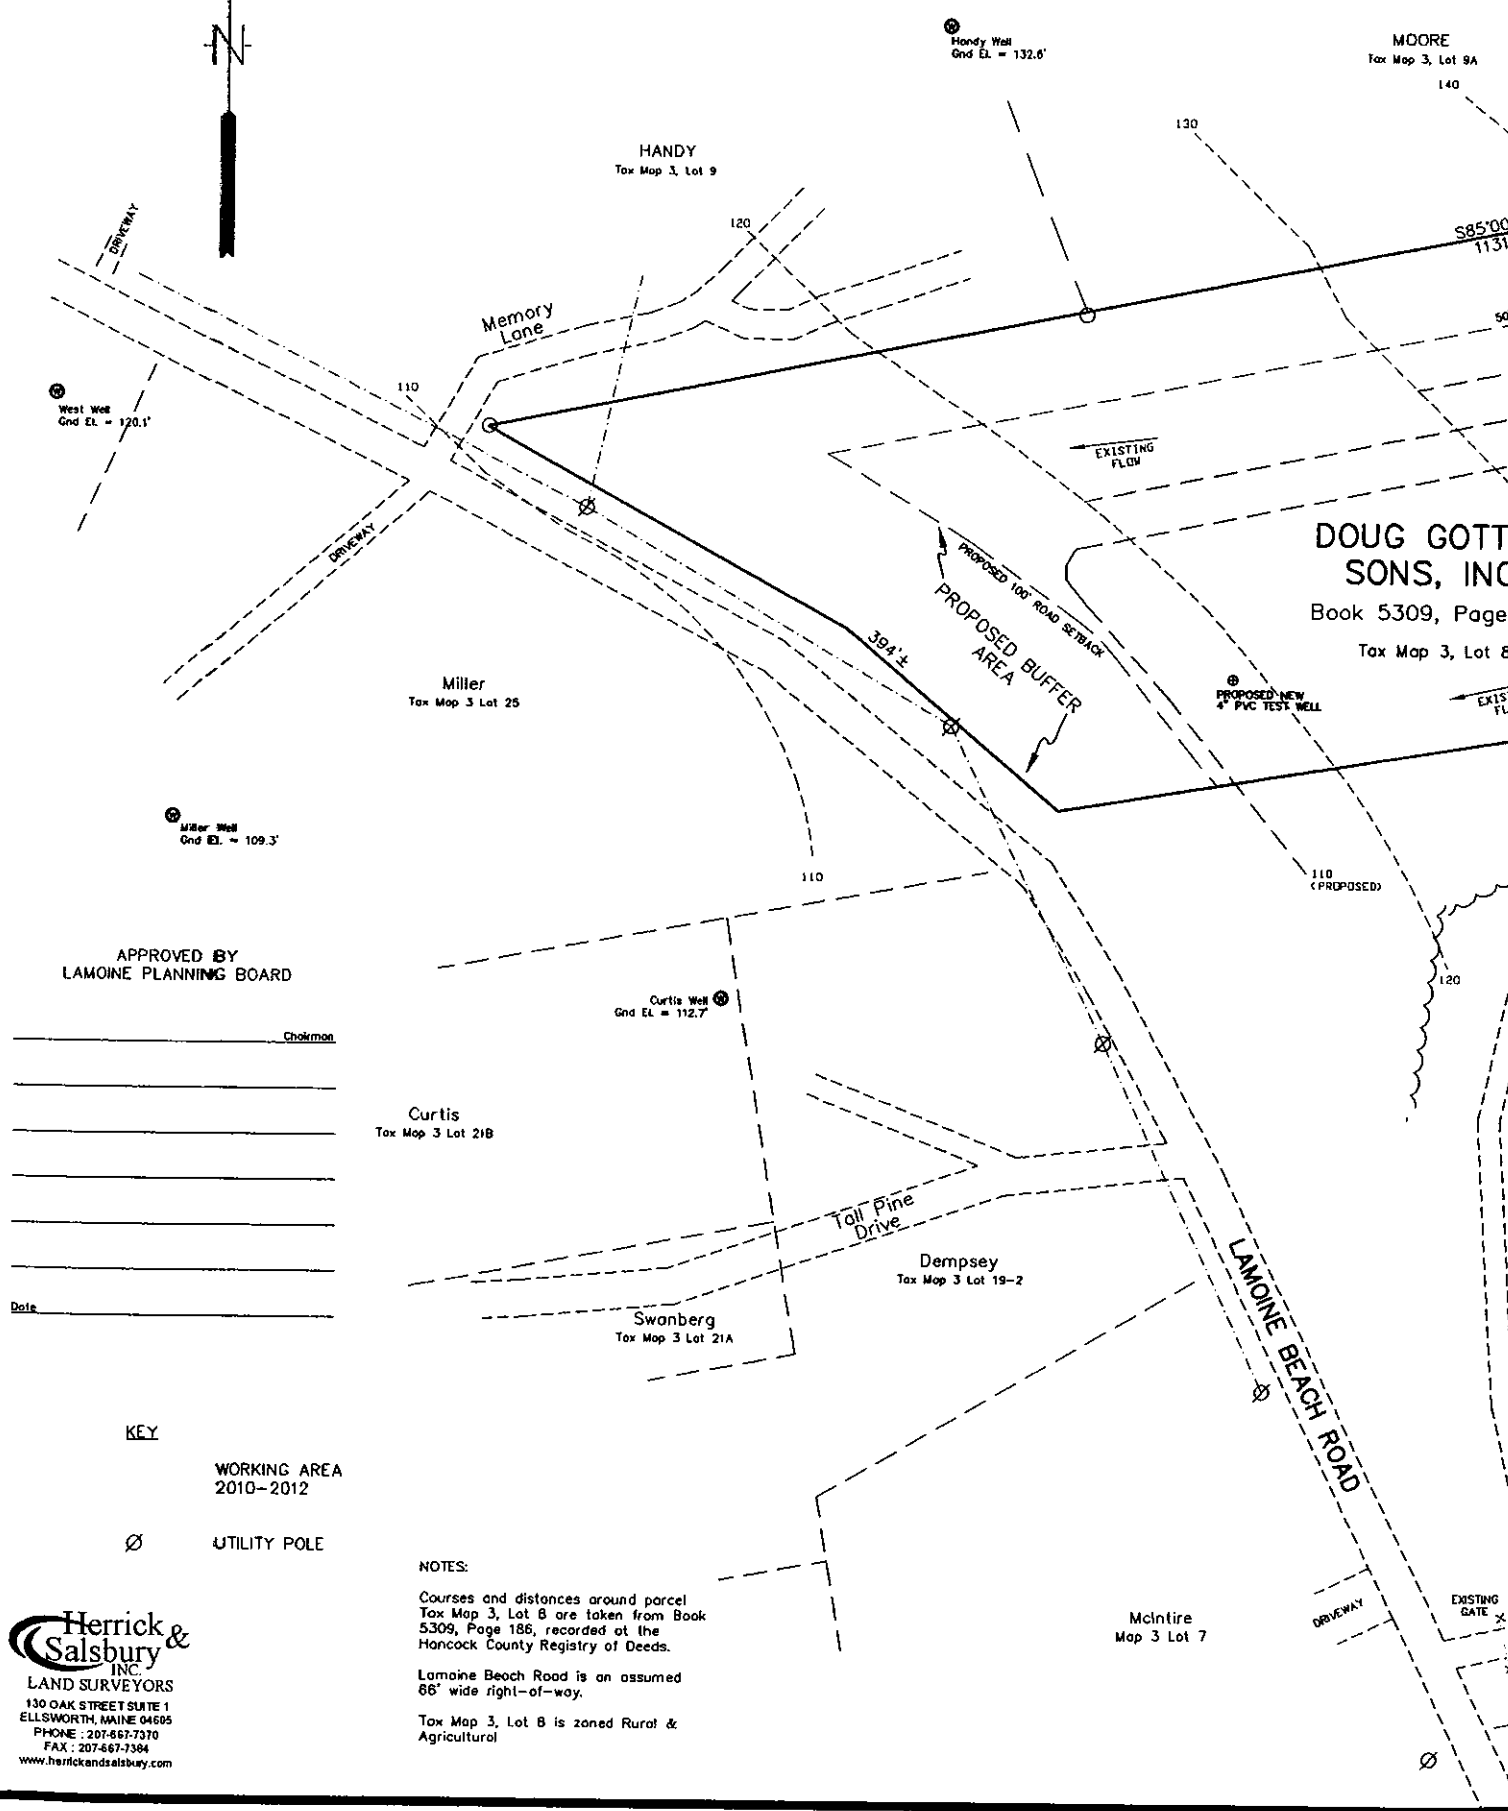 N
Handy Well
Gnd El. = 132.6'
MOORE
Tax Map 3, Lot 9A
140
130
HANDY
Tax Map 3, Lot 9
DRIVEWAY
120
S85°00
1131
Memory
Lane
50
110
West Well
Gnd El. = 120.1'
EXISTING
FLOW
DRIVEWAY
PROPOSED 100' ROAD SETBACK
DOUG GOTT
SONS, INC
Book 5309, Page
Tax Map 3, Lot 8
PROPOSED BUFFER
AREA
394'±
Miller
Tax Map 3 Lot 25
PROPOSED NEW
4" PVC TEST WELL
EXIS
FL
Miller Well
Gnd El. = 109.3'
110
110
(PROPOSED)
APPROVED BY
LAMOINE PLANNING BOARD
120
Curtis Well
Gnd El. = 112.7'
Chairman
Curtis
Tax Map 3 Lot 21B
Tall Pine
Drive
Dempsey
Tax Map 3 Lot 19-2
Date
Swanberg
Tax Map 3 Lot 21A
LAMOINE BEACH ROAD
KEY
WORKING AREA
2010-2012
UTILITY POLE
NOTES:
Courses and distances around parcel
Tax Map 3, Lot 8 are taken from Book
5309, Page 186, recorded at the
Hancock County Registry of Deeds.
Lamoine Beach Road is an assumed
66' wide right-of-way.
Tax Map 3, Lot 8 is zoned Rural &
Agricultural
DRIVEWAY
EXISTING
GATE
McIntire
Map 3 Lot 7
Herrick &
Salsbury
INC.
LAND SURVEYORS
130 OAK STREET SUITE 1
ELLSWORTH, MAINE 04605
PHONE : 207-667-7370
FAX : 207-667-7364
www.herrickandsalsbury.com